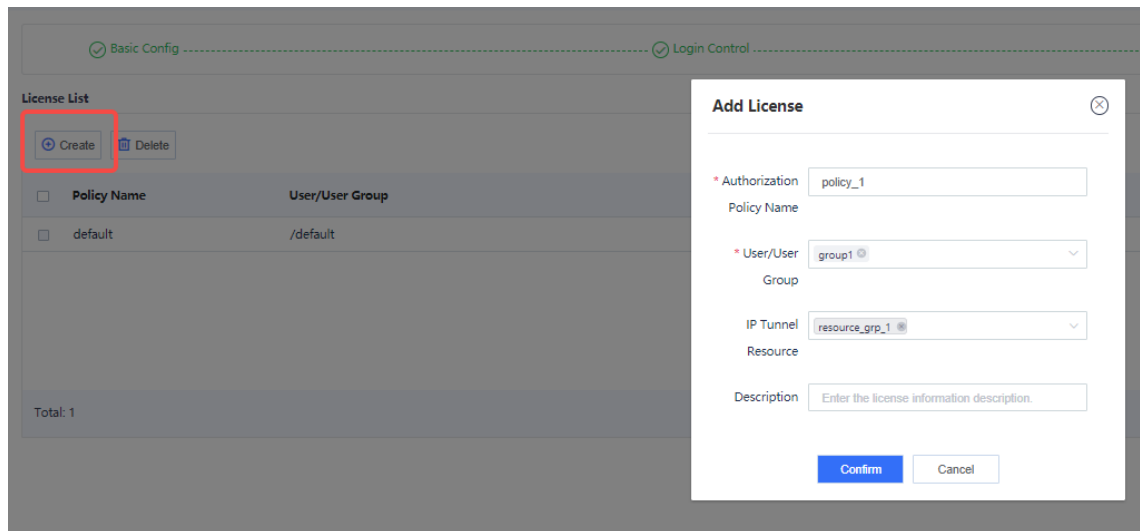 Basic Config
Login Control
License List
Create
Delete
Policy Name
User/User Group
default
/default
Total: 1
Add License
* Authorization
Policy Name
policy_1
* User/User
Group
group1
IP Tunnel
Resource
resource_grp_1
Description
Enter the license information description.
Confirm
Cancel